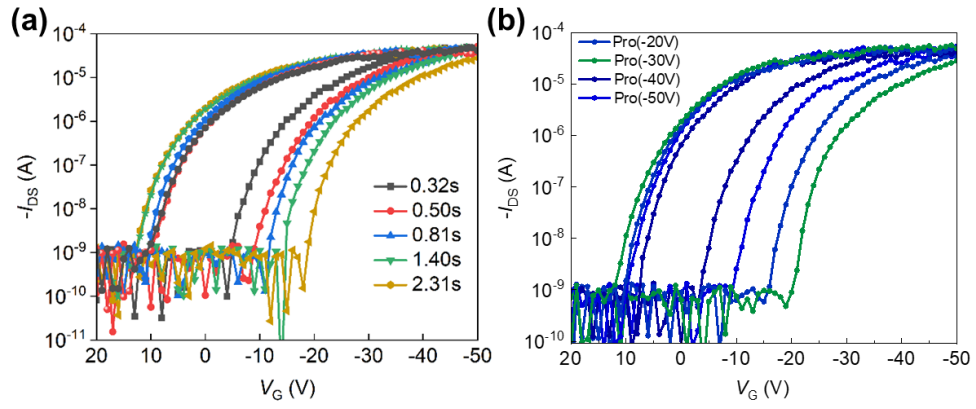 (a)
-I_DS (A)
10^-4
10^-5
10^-6
10^-7
10^-8
10^-9
10^-10
10^-11
0.32s
0.50s
0.81s
1.40s
2.31s
20 10 0 -10 -20 -30 -40 -50
V_G (V)
(b)
-I_DS (A)
10^-4
10^-5
10^-6
10^-7
10^-8
10^-9
10^-10
Pro(-20V)
Pro(-30V)
Pro(-40V)
Pro(-50V)
20 10 0 -10 -20 -30 -40 -50
V_G (V)